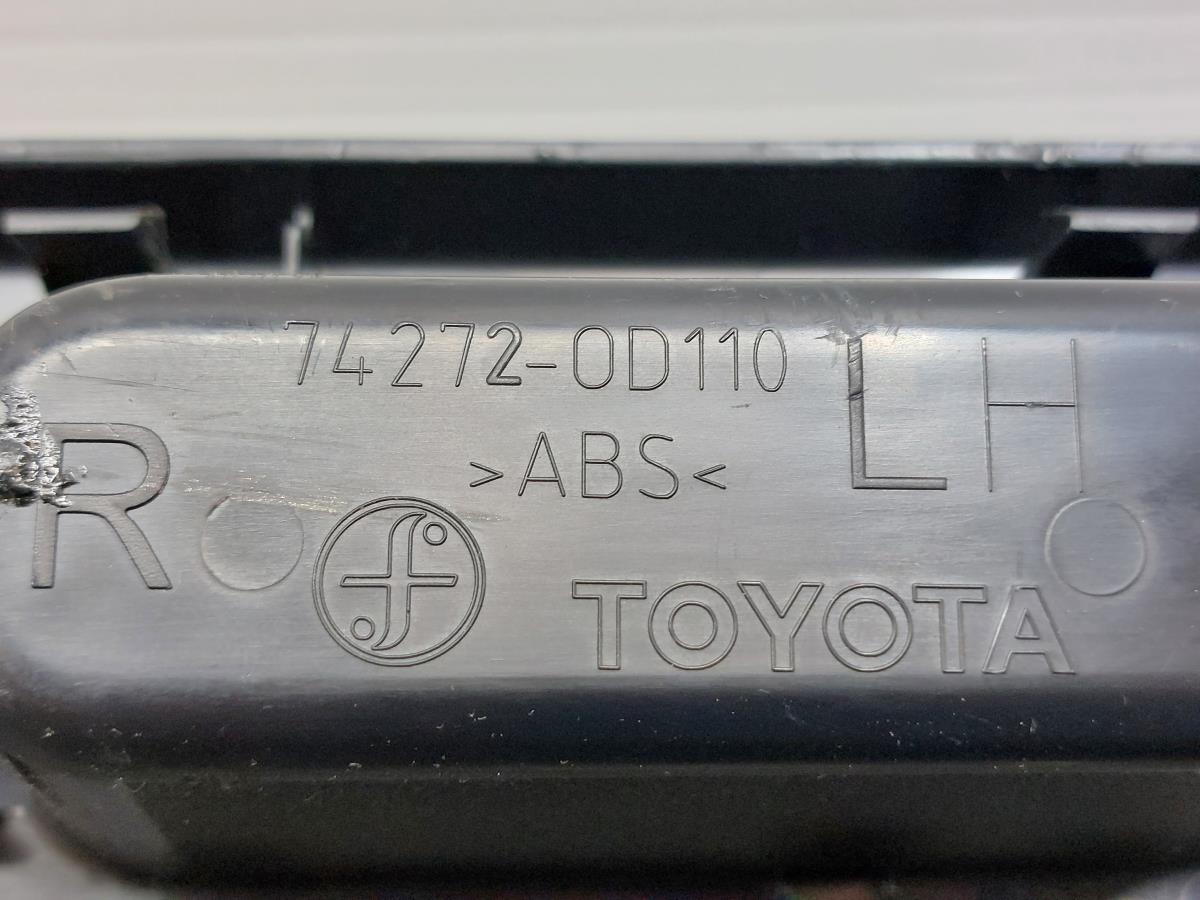 74272-0D110
LH
>ABS<
R
TOYOTA